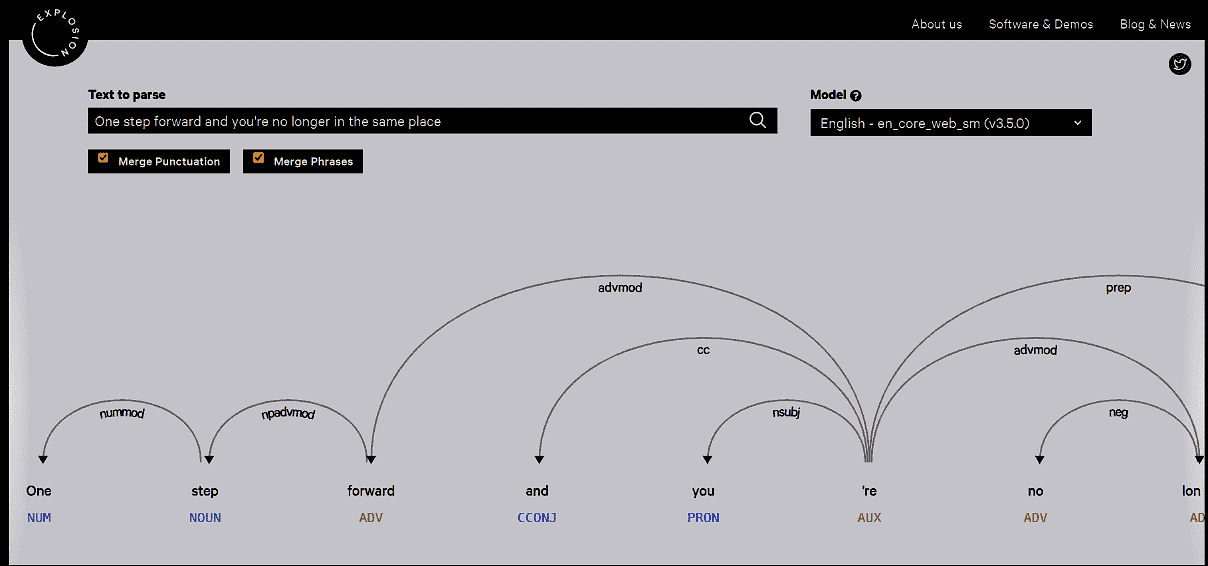 EXPLOSION
About us Software & Demos Blog & News
Text to parse
Model ?
One step forward and you're no longer in the same place
English - en_core_web_sm (v3.5.0)
Merge Punctuation Merge Phrases
advmod prep
cc advmod
nummod npadvmod nsubj neg
One step forward and you 're no lon
NUM NOUN ADV CCONJ PRON AUX ADV AD